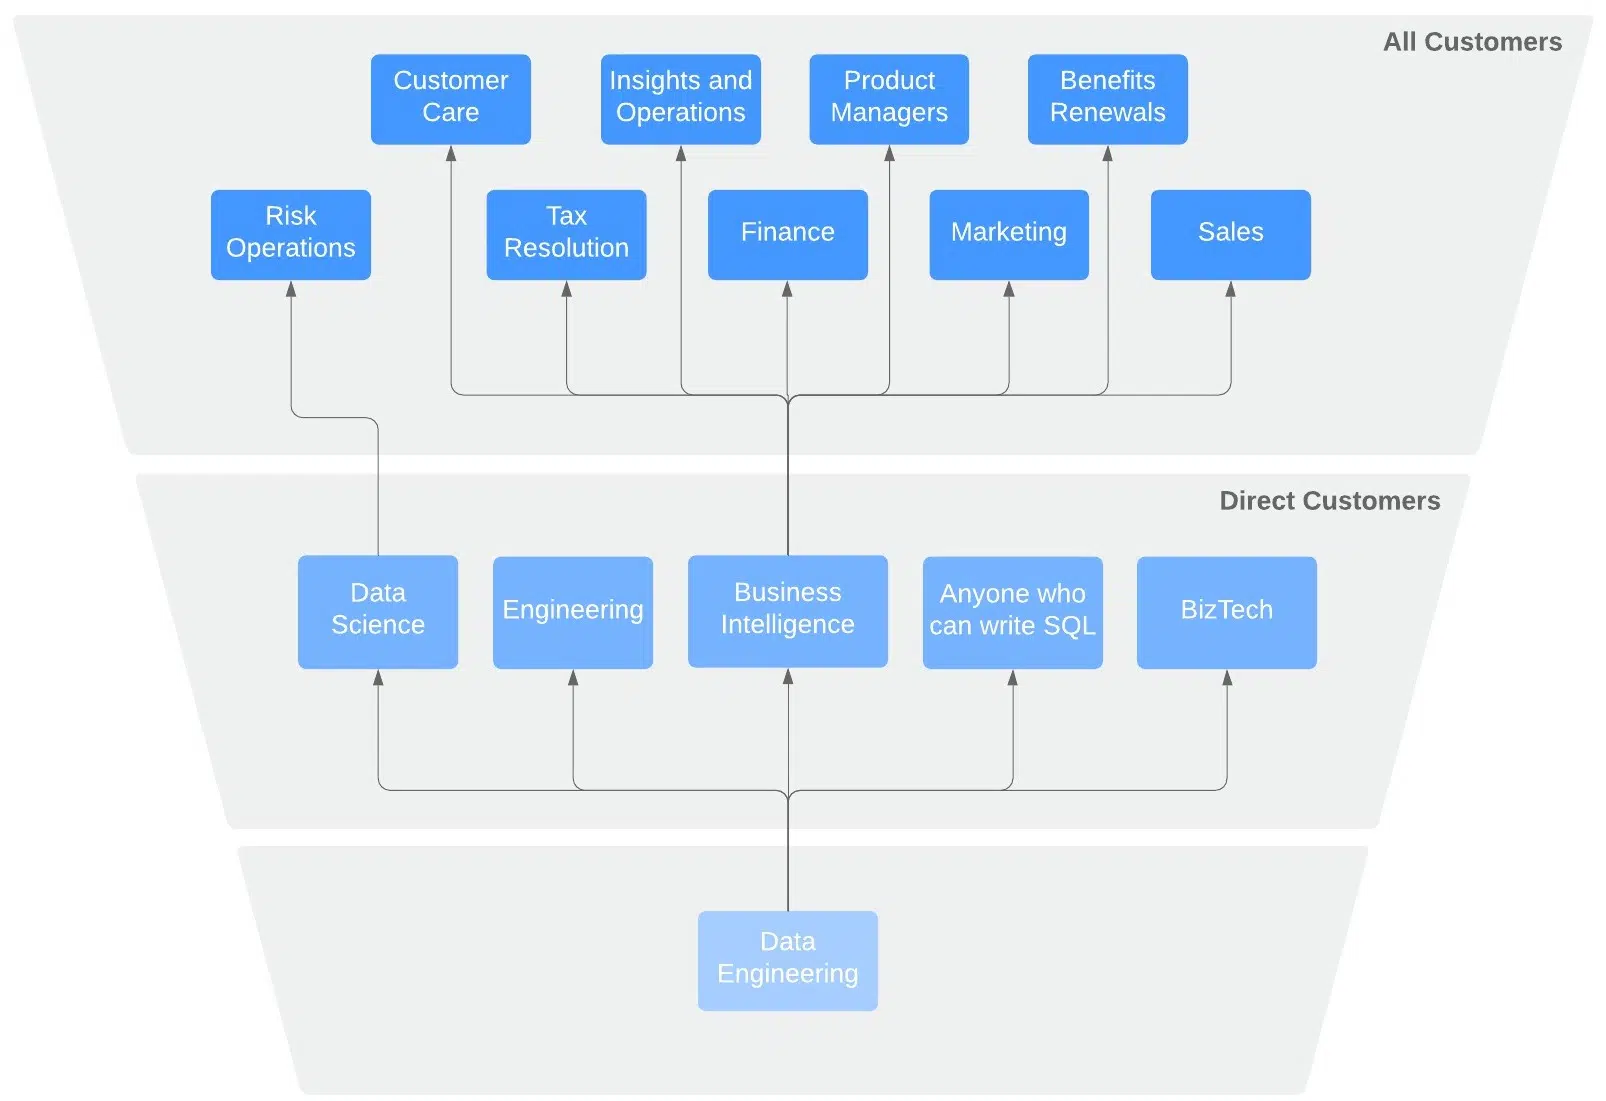 All Customers
Customer
Care
Insights and
Operations
Product
Managers
Benefits
Renewals
Risk
Operations
Tax
Resolution
Finance
Marketing
Sales
Direct Customers
Data
Science
Engineering
Business
Intelligence
Anyone who
can write SQL
BizTech
Data
Engineering